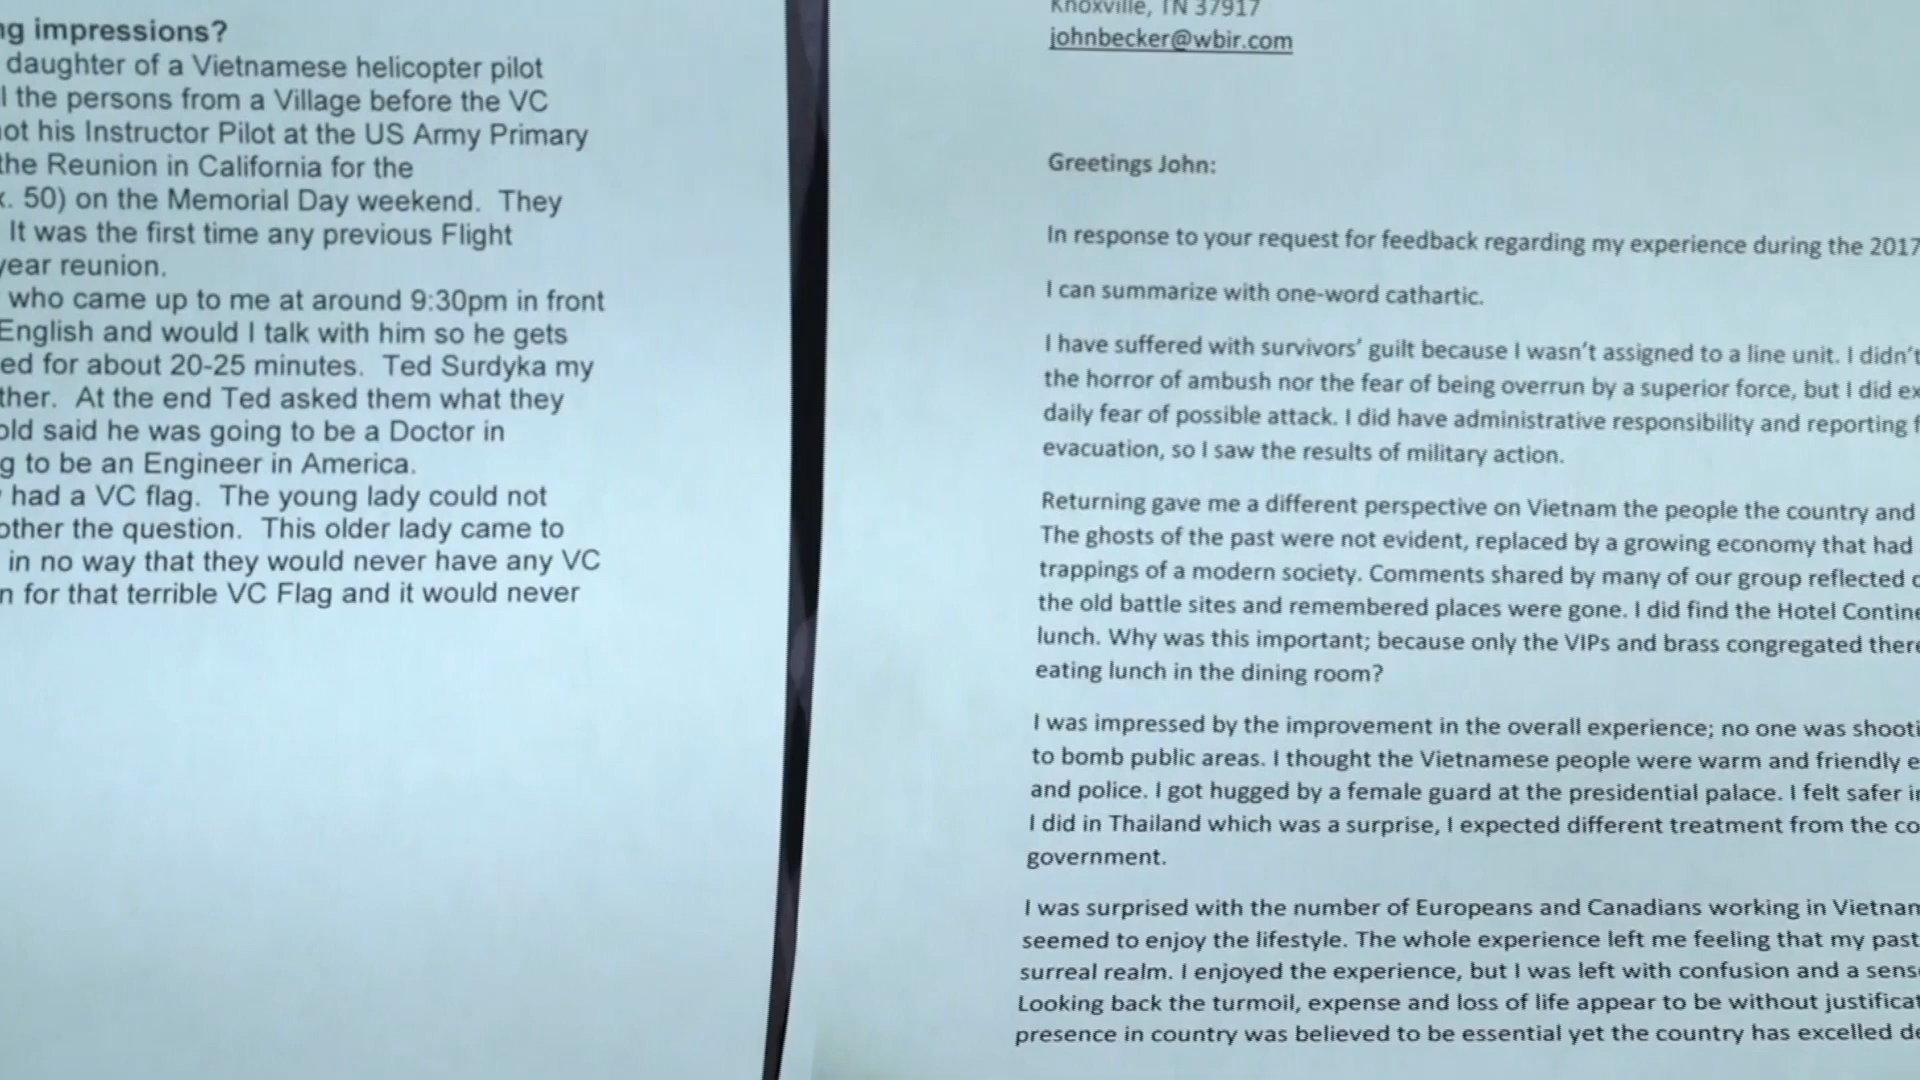 ng impressions?
daughter of a Vietnamese helicopter pilot
the persons from a Village before the VC
ot his Instructor Pilot at the US Army Primary
the Reunion in California for the
. 50) on the Memorial Day weekend. They
It was the first time any previous Flight
year reunion.
who came up to me at around 9:30pm in front
English and would I talk with him so he gets
ed for about 20-25 minutes. Ted Surdyka my
ther. At the end Ted asked them what they
old said he was going to be a Doctor in
g to be an Engineer in America.
had a VC flag. The young lady could not
other the question. This older lady came to
in no way that they would never have any VC
n for that terrible VC Flag and it would never
Knoxville, TN 37917
johnbecker@wbir.com
Greetings John:
In response to your request for feedback regarding my experience during the 2017
I can summarize with one-word cathartic.
I have suffered with survivors' guilt because I wasn't assigned to a line unit. I didn't
the horror of ambush nor the fear of being overrun by a superior force, but I did ex
daily fear of possible attack. I did have administrative responsibility and reporting f
evacuation, so I saw the results of military action.
Returning gave me a different perspective on Vietnam the people the country and
The ghosts of the past were not evident, replaced by a growing economy that had
trappings of a modern society. Comments shared by many of our group reflected
the old battle sites and remembered places were gone. I did find the Hotel Contine
lunch. Why was this important; because only the VIPs and brass congregated there
eating lunch in the dining room?
I was impressed by the improvement in the overall experience; no one was shooti
to bomb public areas. I thought the Vietnamese people were warm and friendly e
and police. I got hugged by a female guard at the presidential palace. I felt safer in
I did in Thailand which was a surprise, I expected different treatment from the co
government.
I was surprised with the number of Europeans and Canadians working in Vietnam
seemed to enjoy the lifestyle. The whole experience left me feeling that my past
surreal realm. I enjoyed the experience, but I was left with confusion and a sens
Looking back the turmoil, expense and loss of life appear to be without justificat
presence in country was believed to be essential yet the country has excelled de